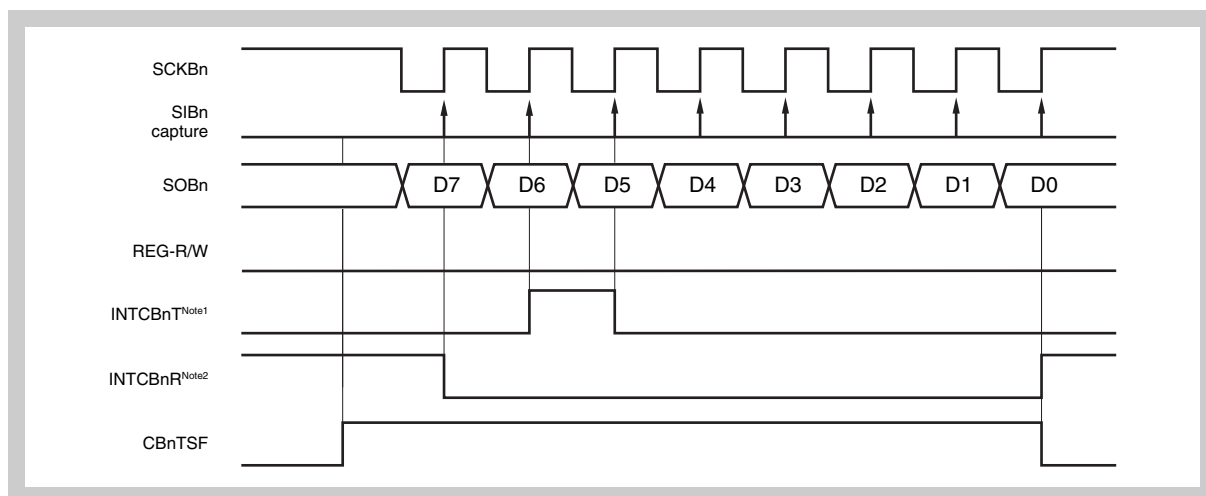 SCKBn
SIBn
capture
SOBn
D7 D6 D5 D4 D3 D2 D1 D0
REG-R/W
INTCBnTNote1
INTCBnRNote2
CBnTSF